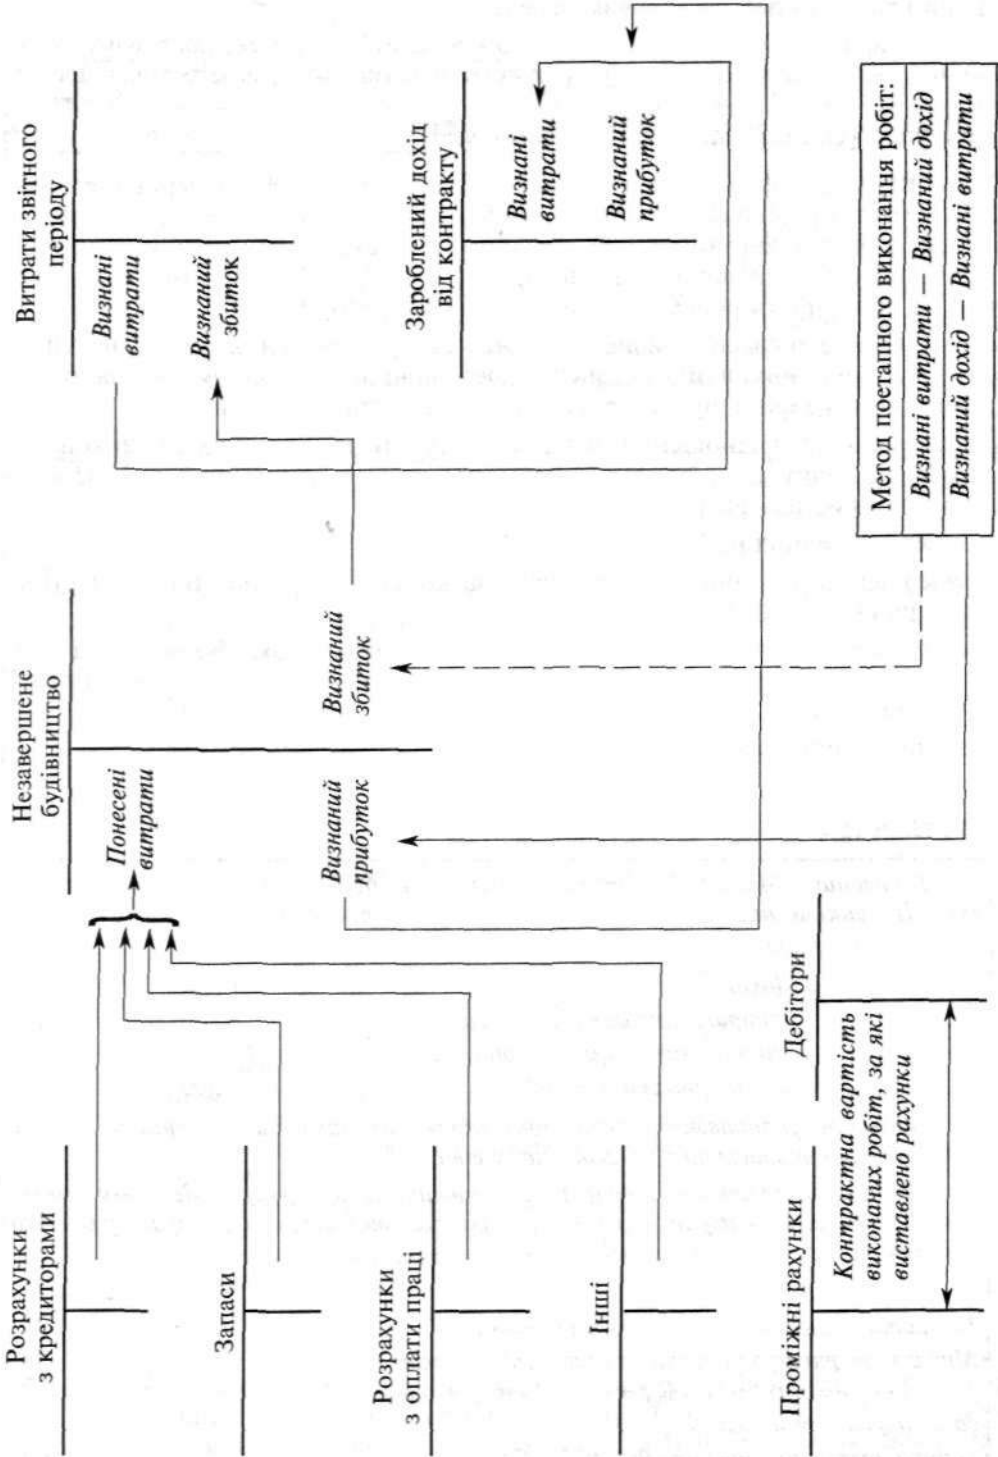 Розрахунки
з кредиторами
Запаси
Розрахунки
з оплати праці
Інші
Проміжні рахунки
Контрактна вартість
виконаних робіт, за які
виставлено рахунки
Дебітори
Незавершене
будівництво
Понесені
витрати
Визнаний
прибуток
Визнаний
збиток
Витрати звітного
періоду
Визнані
витрати
Визнаний
збиток
Зароблений дохід
від контракту
Визнані
витрати
Визнаний
прибуток
Метод поетапного виконання робіт:
Визнані витрати — Визнаний дохід
Визнаний дохід — Визнані витрати